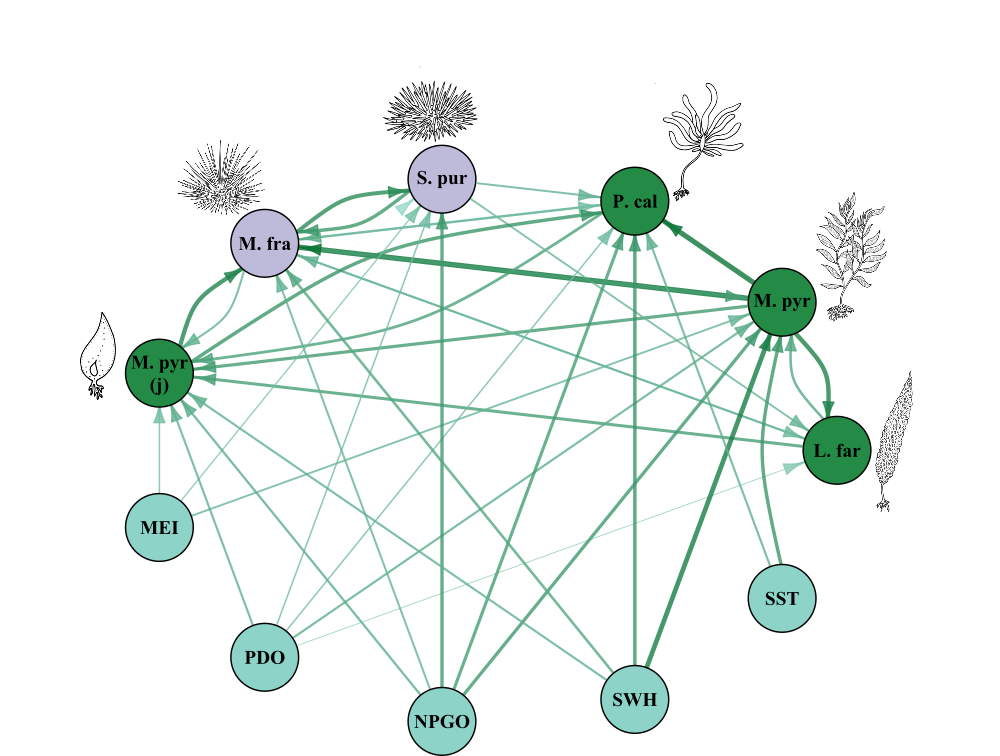 S. pur
P. cal
M. fra
M. pyr
M. pyr
(j)
L. far
MEI
SST
PDO
SWH
NPGO